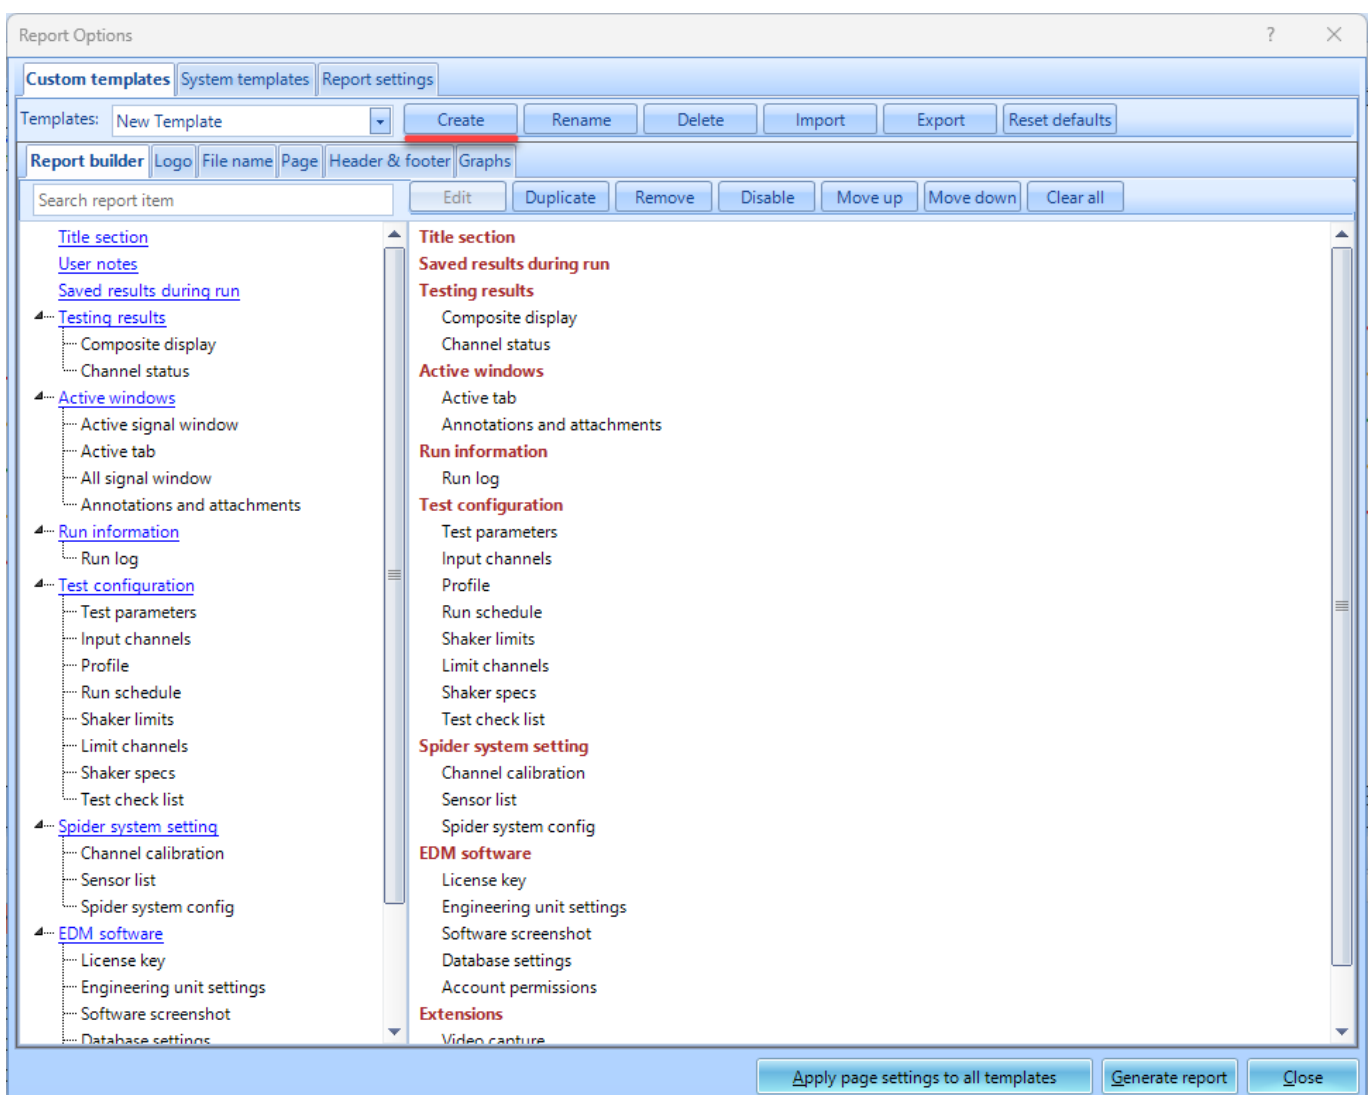 Report Options ?
Custom templates System templates Report settings
Templates: New Template Create Rename Delete Import Export Reset defaults
Report builder Logo File name Page Header & footer Graphs
Search report item Edit Duplicate Remove Disable Move up Move down Clear all
Title section
User notes
Saved results during run
Testing results
Composite display
Channel status
Active windows
Active signal window
Active tab
All signal window
Annotations and attachments
Run information
Run log
Test configuration
Test parameters
Input channels
Profile
Run schedule
Shaker limits
Limit channels
Shaker specs
Test check list
Spider system setting
Channel calibration
Sensor list
Spider system config
EDM software
License key
Engineering unit settings
Software screenshot
Database settings
Title section
Saved results during run
Testing results
Composite display
Channel status
Active windows
Active tab
Annotations and attachments
Run information
Run log
Test configuration
Test parameters
Input channels
Profile
Run schedule
Shaker limits
Limit channels
Shaker specs
Test check list
Spider system setting
Channel calibration
Sensor list
Spider system config
EDM software
License key
Engineering unit settings
Software screenshot
Database settings
Account permissions
Extensions
Video capture
Apply page settings to all templates Generate report Close